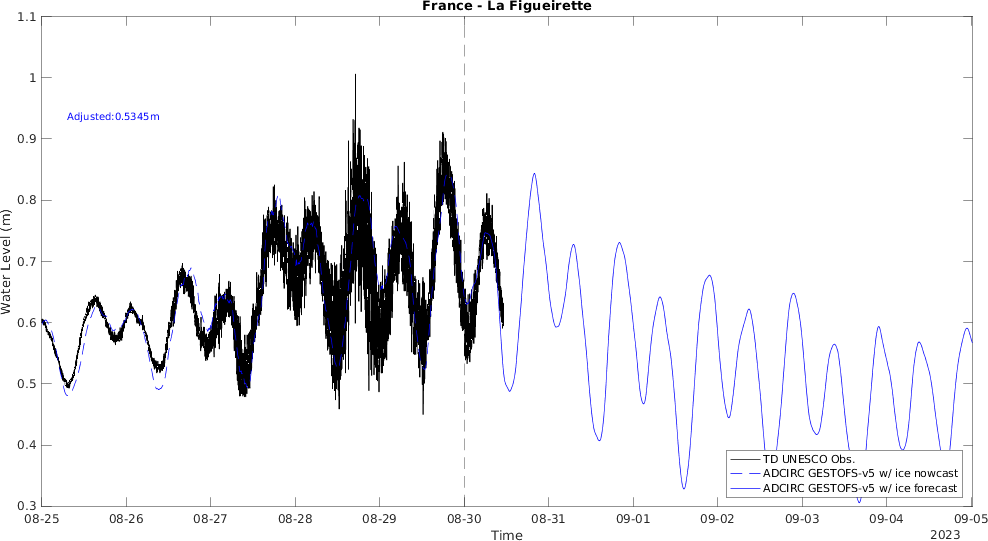 France - La Figueirette
1.1
1
0.9
0.8
0.7
0.6
0.5
0.4
0.3
Water Level (m)
Adjusted:0.5345m
TD UNESCO Obs.
ADCIRC GESTOFS-v5 w/ ice nowcast
ADCIRC GESTOFS-v5 w/ ice forecast
08-25 08-26 08-27 08-28 08-29 08-30 08-31 09-01 09-02 09-03 09-04 09-05
Time
2023